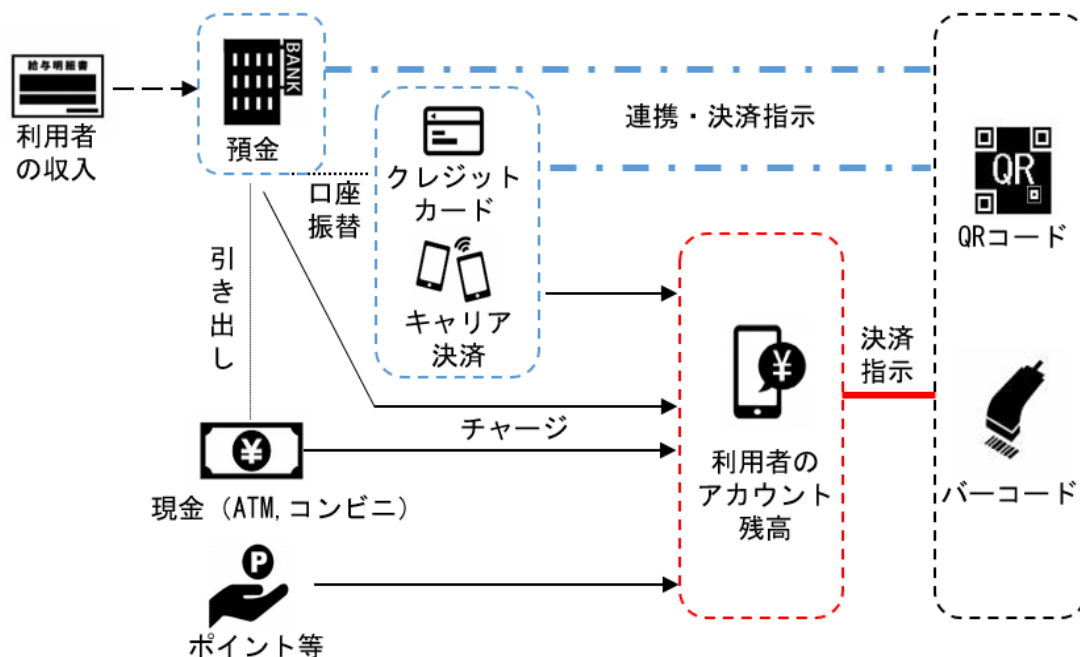 給与明細書
利用者
の収入
BANK
預金
連携・決済指示
口座
振替
クレジット
カード
キャリア
決済
引き出し
チャージ
¥
現金（ATM,コンビニ）
P
ポイント等
¥
利用者の
アカウント
残高
決済
指示
QR
QRコード
バーコード